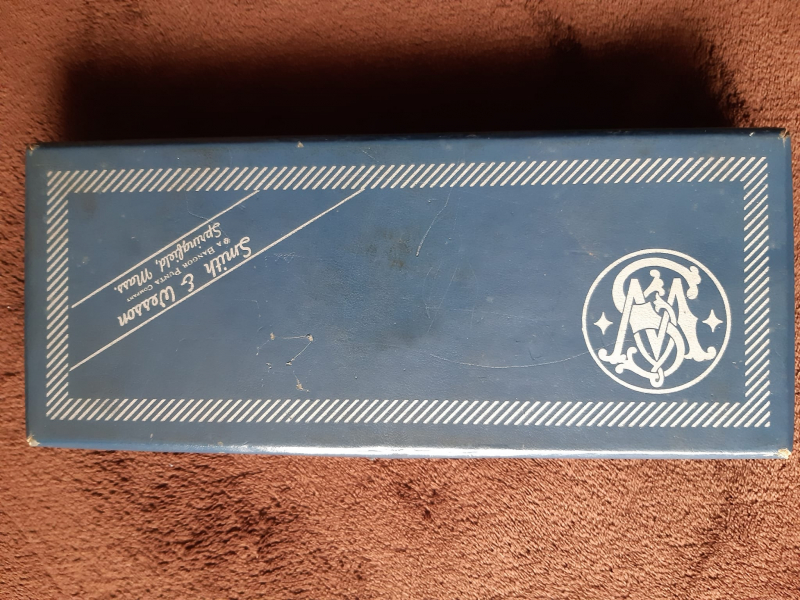 Smith & Wesson
® A BANGOR PUNTA COMPANY
Springfield, Mass.
S&W